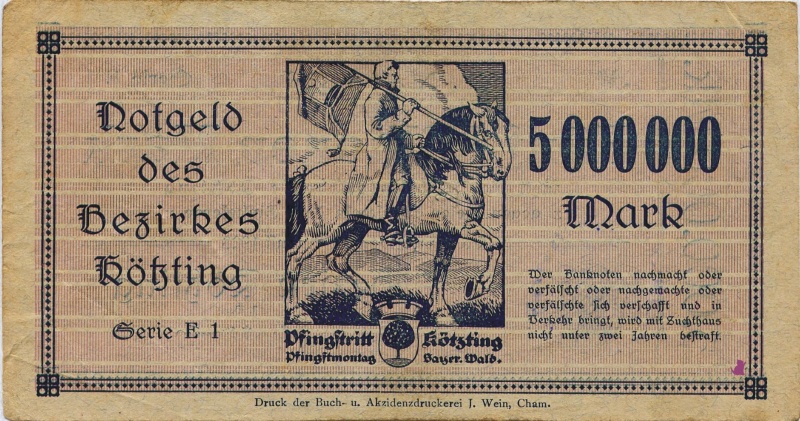 Notgeld
des
Bezirkes
Kötzting
Serie E 1
Pfingstritt Kötzting
Pfingstmontag Bayer. Wald.
5 000 000
Mark
Wer Banknoten nachmacht oder
verfälscht oder nachgemachte oder
verfälschte sich verschafft und in
Verkehr bringt, wird mit Zuchthaus
nicht unter zwei Jahren bestraft.
Druck der Buch- u. Akzidenzdruckerei J. Wein, Cham.